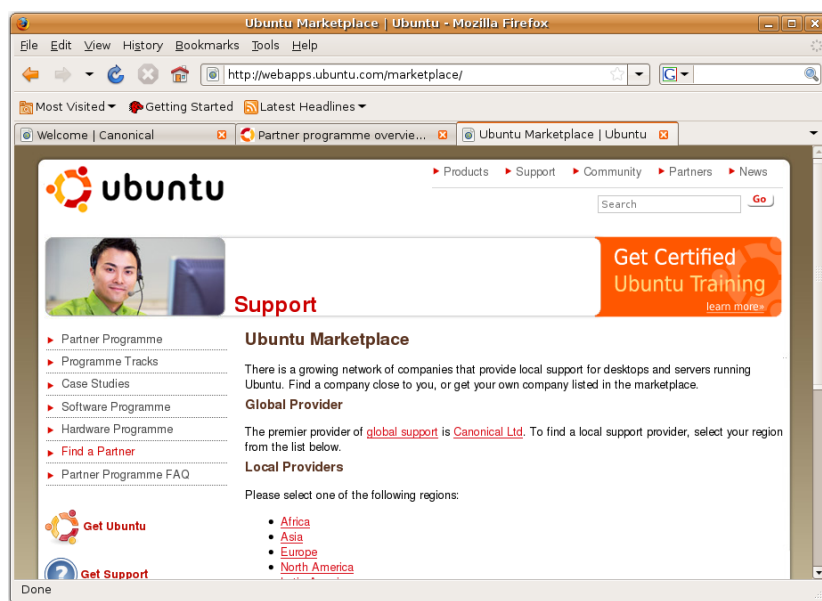 Ubuntu Marketplace | Ubuntu - Mozilla Firefox
File Edit View History Bookmarks Tools Help
http://webapps.ubuntu.com/marketplace/
G
Most Visited Getting Started Latest Headlines
Welcome | Canonical Partner programme overvie... Ubuntu Marketplace | Ubuntu
ubuntu
Products Support Community Partners News
Search Go
Support
Get Certified
Ubuntu Training
learn more»
Partner Programme
Programme Tracks
Case Studies
Software Programme
Hardware Programme
Find a Partner
Partner Programme FAQ
Get Ubuntu
? Get Support
Ubuntu Marketplace
There is a growing network of companies that provide local support for desktops and servers running
Ubuntu. Find a company close to you, or get your own company listed in the marketplace.
Global Provider
The premier provider of global support is Canonical Ltd. To find a local support provider, select your region
from the list below.
Local Providers
Please select one of the following regions:
Africa
Asia
Europe
North America
Done